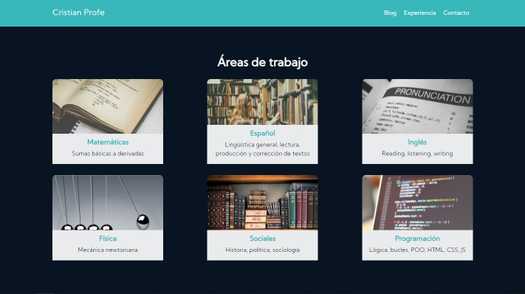 Cristian Profe
Blog Experiencia Contacto
Áreas de trabajo
Matemáticas
Sumas básicas a derivadas
Español
Lingüística general, lectura,
producción y corrección de textos
PRONUNCIATION
Inglés
Reading, listening, writing
Física
Mecánica newtoniana
Sociales
Historia, política, sociología
Programación
Lógica, bucles, POO, HTML, CSS, JS